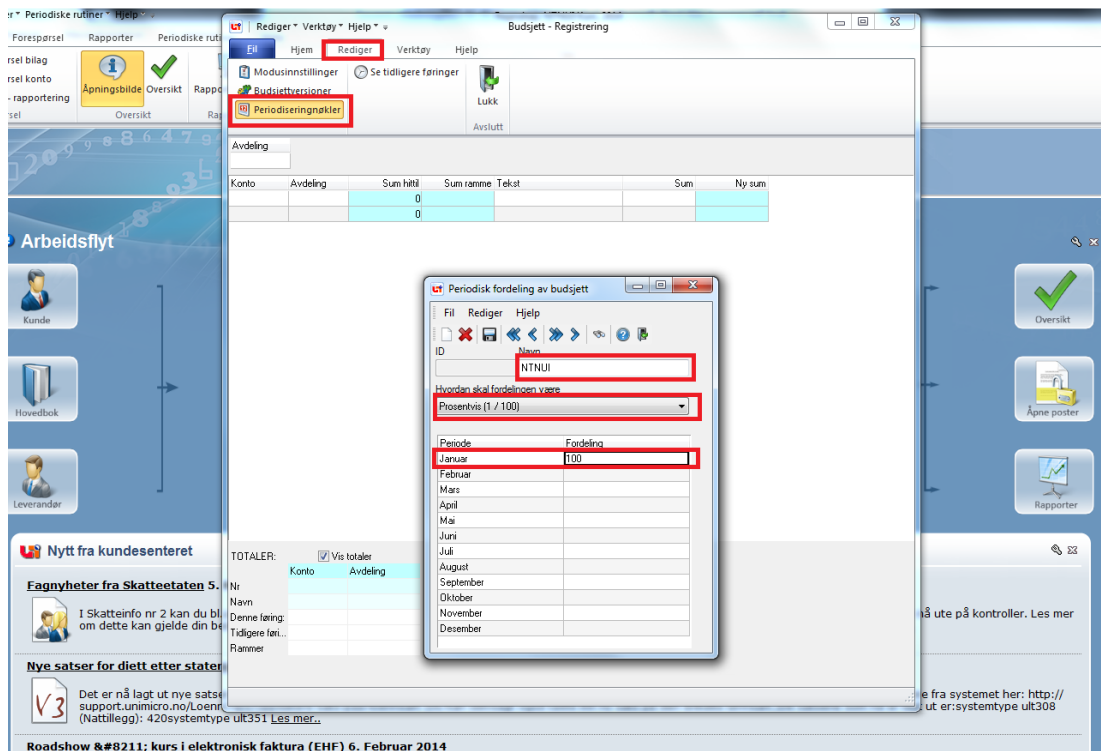 er Periodiske rutiner Hjelp
Forespørsel Rapporter Periodiske ruti
rsel bilag
rsel konto
- rapportering
rsel
Åpningsbilde Oversikt Rappo
Oversikt Rap
Rediger Verktøy Hjelp
Budsjett - Registrering
Fil Hjem Rediger Verktøy Hjelp
Modusinnstillinger Se tidligere føringer
Budsjettversjoner
Periodiseringnøkler
Lukk
Avslutt
Avdeling
Konto Avdeling Sum hittil Sum ramme Tekst Sum Ny sum
0
0
Arbeidsflyt
Kunde
Hovedbok
Leverandør
Oversikt
Åpne poster
Rapporter
Periodisk fordeling av budsjett
Fil Rediger Hjelp
ID Navn
NTNUI
Hvordan skal fordelingen være
Prosentvis (1 / 100)
Periode Fordeling
Januar 100
Februar
Mars
April
Mai
Juni
Juli
August
September
Oktober
November
Desember
TOTALER: Vis totaler
Konto Avdeling
Nr
Navn
Denne føring:
Tidligere føri...
Rammer
Nytt fra kundesenteret
Fagnyheter fra Skatteetaten 5.
I Skatteinfo nr 2 kan du bl
om dette kan gjelde din be
å ute på kontroller. Les mer
Nye satser for diett etter staten
Det er nå lagt ut nye satse
support.unimicro.no/Loenn
e fra systemet her: http://
ut er:systemtype ult308
(Nattillegg): 420systemtype ult351 Les mer..
Roadshow &#8211; kurs i elektronisk faktura (EHF) 6. Februar 2014